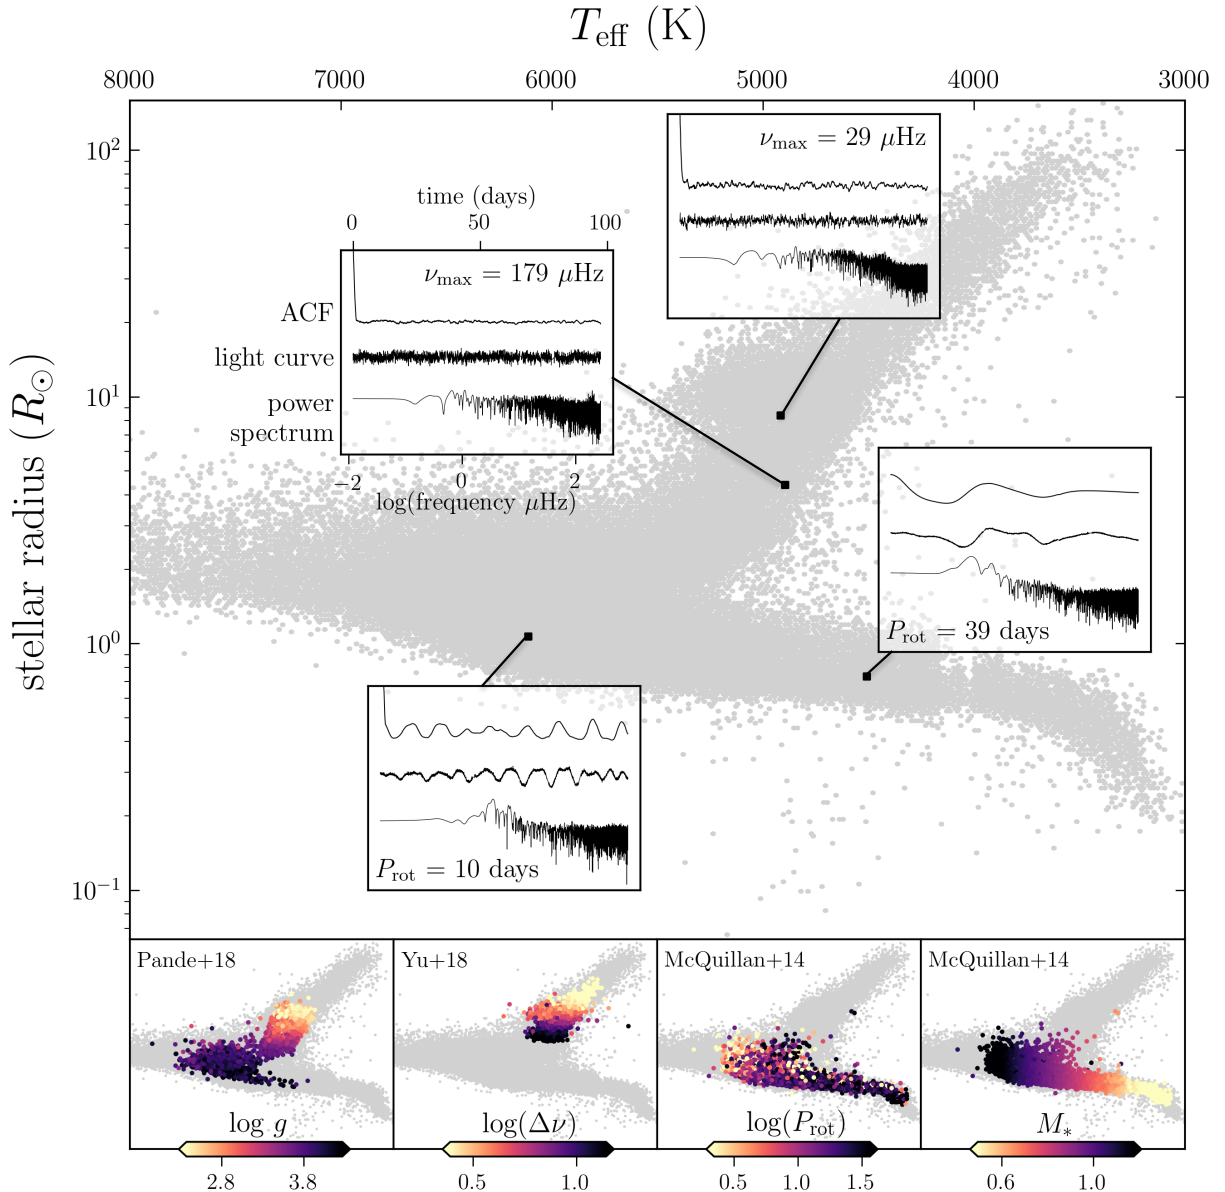 T_eff (K)
8000 7000 6000 5000 4000 3000
stellar radius (R_⊙)
10^2
10^1
10^0
10^−1
ν_max = 29 μHz
time (days)
0 50 100
ν_max = 179 μHz
ACF
light curve
power
spectrum
−2 0 2
log(frequency μHz)
P_rot = 39 days
P_rot = 10 days
Pande+18 Yu+18 McQuillan+14 McQuillan+14
log g log(Δν) log(P_rot) M_*
2.8 3.8 0.5 1.0 0.5 1.0 1.5 0.6 1.0